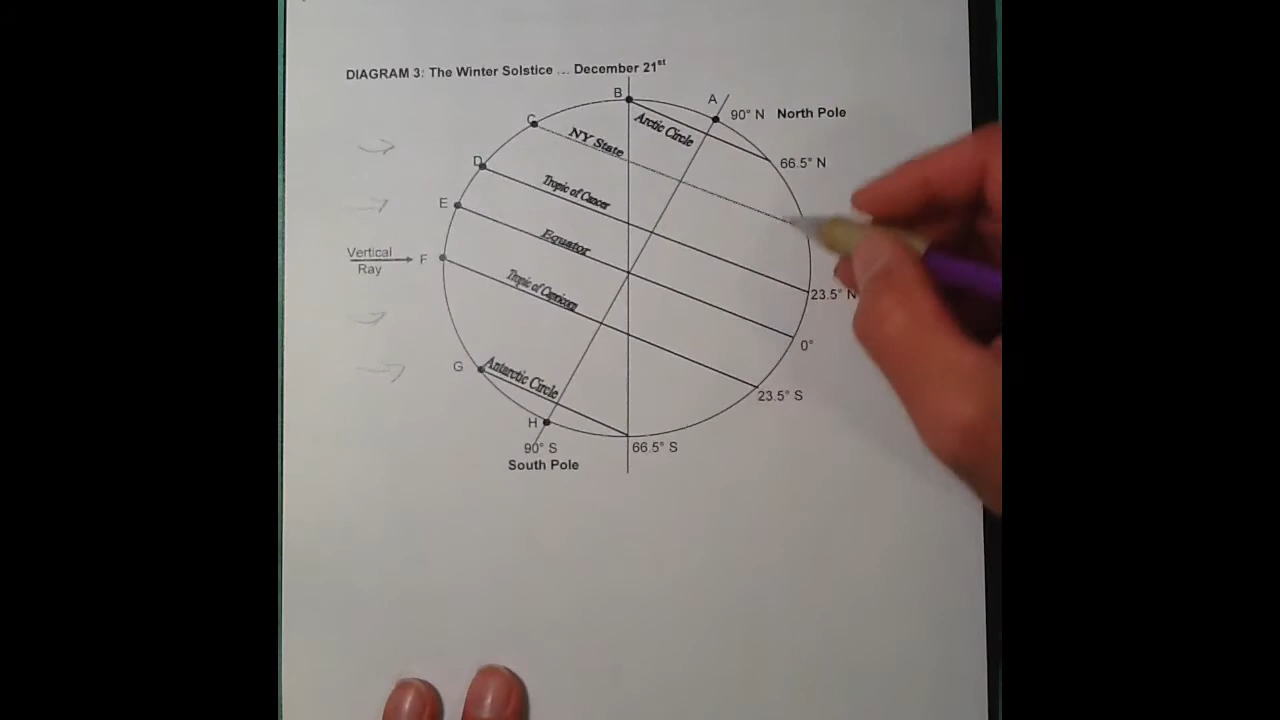 DIAGRAM 3: The Winter Solstice ... December 21st
B
A
90° N North Pole
C
NY State
Arctic Circle
66.5° N
D
Tropic of Cancer
E
Equator
Vertical
Ray
F
Tropic of Capricorn
23.5° N
0°
G
Antarctic Circle
23.5° S
H
90° S
66.5° S
South Pole